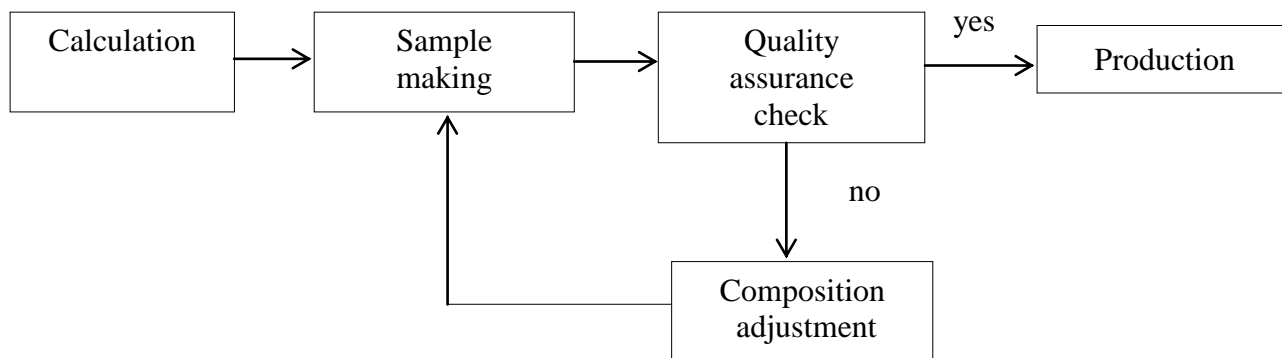 Calculation
Sample
making
Quality
assurance
check
yes
Production
no
Composition
adjustment